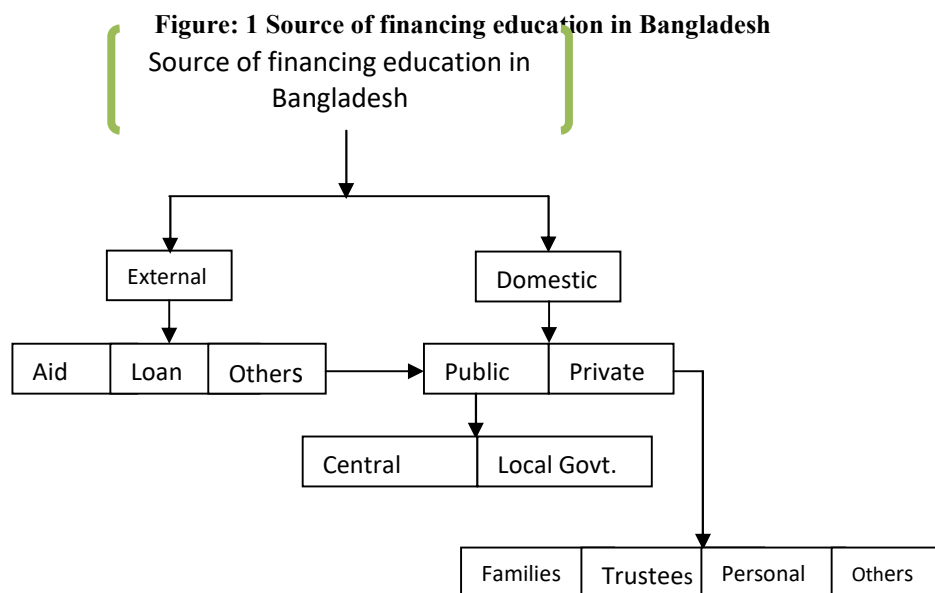 Figure: 1 Source of financing education in Bangladesh
Source of financing education in
Bangladesh
External
Domestic
Aid Loan Others Public Private
Central Local Govt.
Families Trustees Personal Others